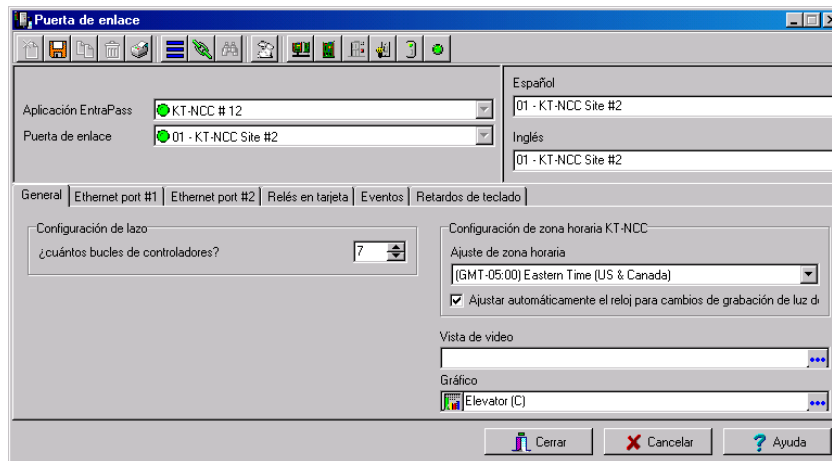 Puerta de enlace
Español
Aplicación EntraPass
KT-NCC # 12
01 - KT-NCC Site #2
Puerta de enlace
01 - KT-NCC Site #2
Inglés
01 - KT-NCC Site #2
General
Ethernet port #1
Ethernet port #2
Relés en tarjeta
Eventos
Retardos de teclado
Configuración de lazo
¿cuántos bucles de controladores?
7
Configuración de zona horaria KT-NCC
Ajuste de zona horaria
(GMT-05:00) Eastern Time (US & Canada)
Ajustar automáticamente el reloj para cambios de grabación de luz d
Vista de video
Gráfico
Elevator (C)
Cerrar
Cancelar
Ayuda